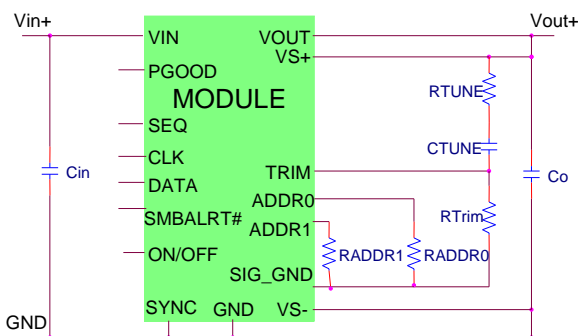 Vin+
Vout+
VIN
VOUT
VS+
PGOOD
RTUNE
MODULE
SEQ
CTUNE
CLK
TRIM
Cin
DATA
Co
ADDR0
SMBALRT#
RTrim
ADDR1
ON/OFF
RADDR1
RADDR0
SIG_GND
SYNC
GND
VS-
GND